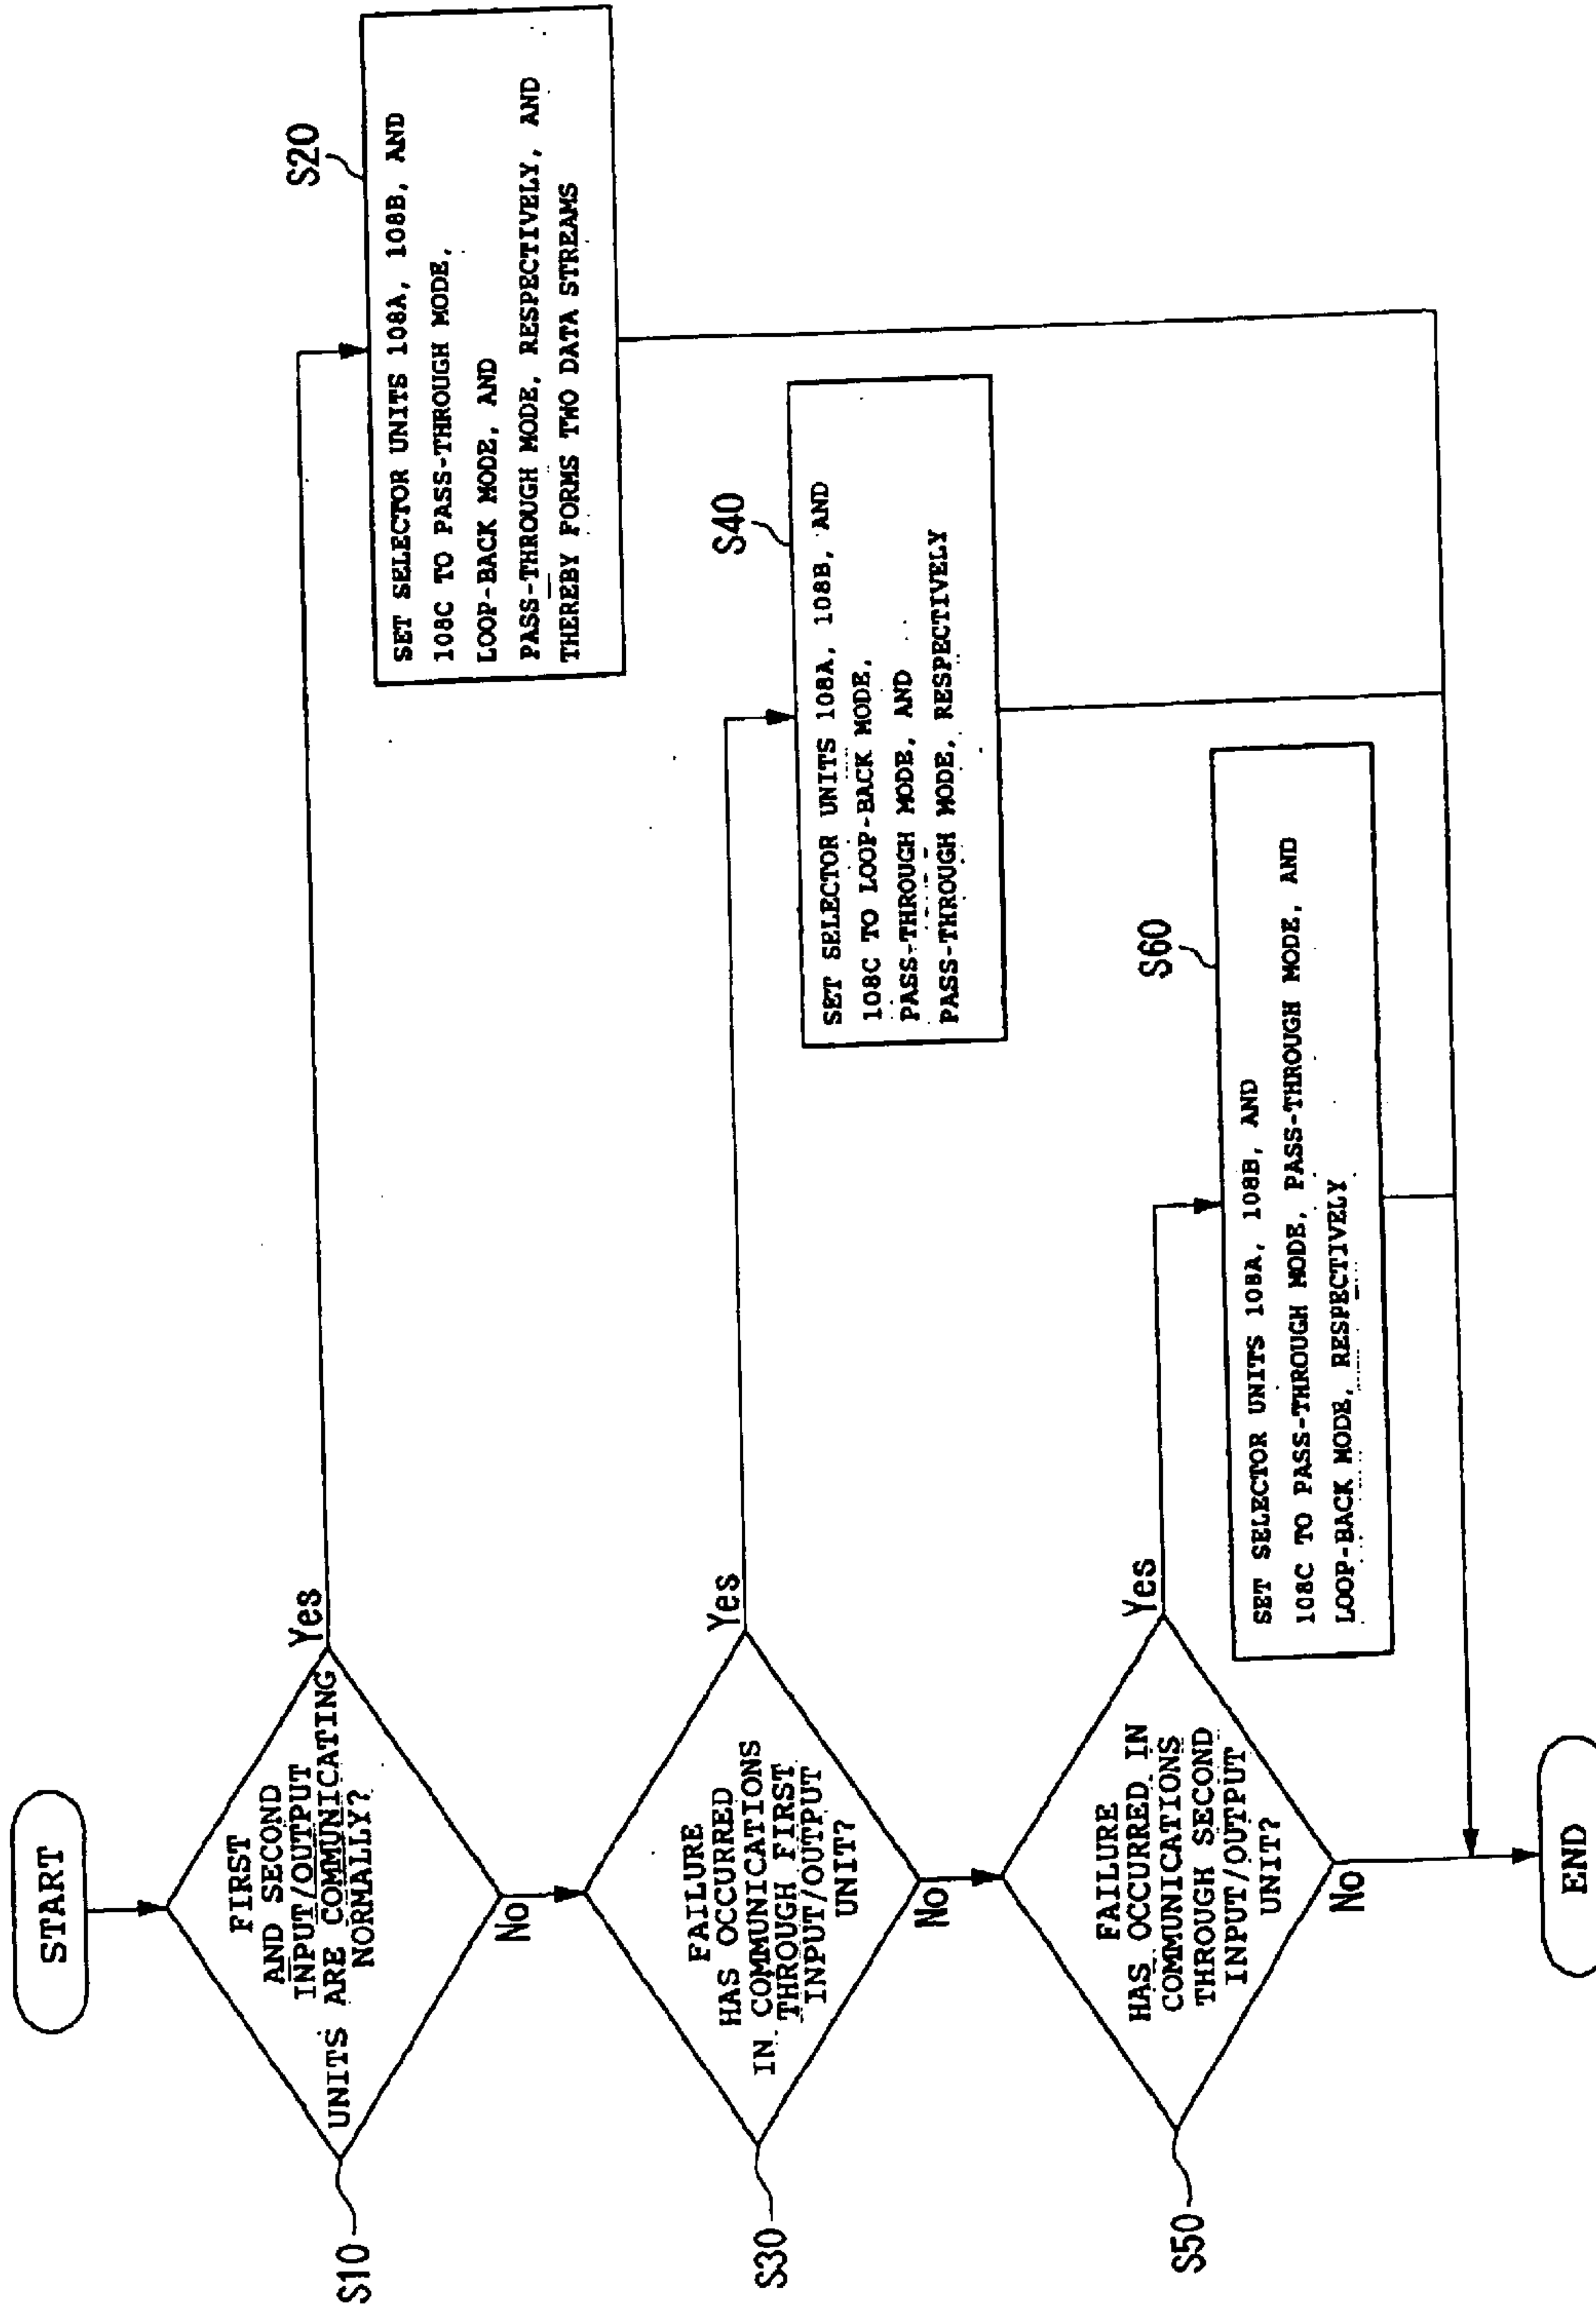 START
S10
FIRST
AND SECOND
INPUT/OUTPUT
UNITS ARE COMMUNICATING
NORMALLY?
Yes
No
S20
SET SELECTOR UNITS 108A, 108B, AND
108C TO PASS-THROUGH MODE,
LOOP-BACK MODE, AND
PASS-THROUGH MODE, RESPECTIVELY, AND
THEREBY FORMS TWO DATA STREAMS
S30
FAILURE
HAS OCCURRED
IN COMMUNICATIONS
THROUGH FIRST
INPUT/OUTPUT
UNIT?
Yes
No
S40
SET SELECTOR UNITS 108A, 108B, AND
108C TO LOOP-BACK MODE,
PASS-THROUGH MODE, AND
PASS-THROUGH MODE, RESPECTIVELY
S50
FAILURE
HAS OCCURRED IN
COMMUNICATIONS
THROUGH SECOND
INPUT/OUTPUT
UNIT?
Yes
No
S60
SET SELECTOR UNITS 108A, 108B, AND
108C TO PASS-THROUGH MODE, PASS-THROUGH MODE, AND
LOOP-BACK MODE, RESPECTIVELY
END